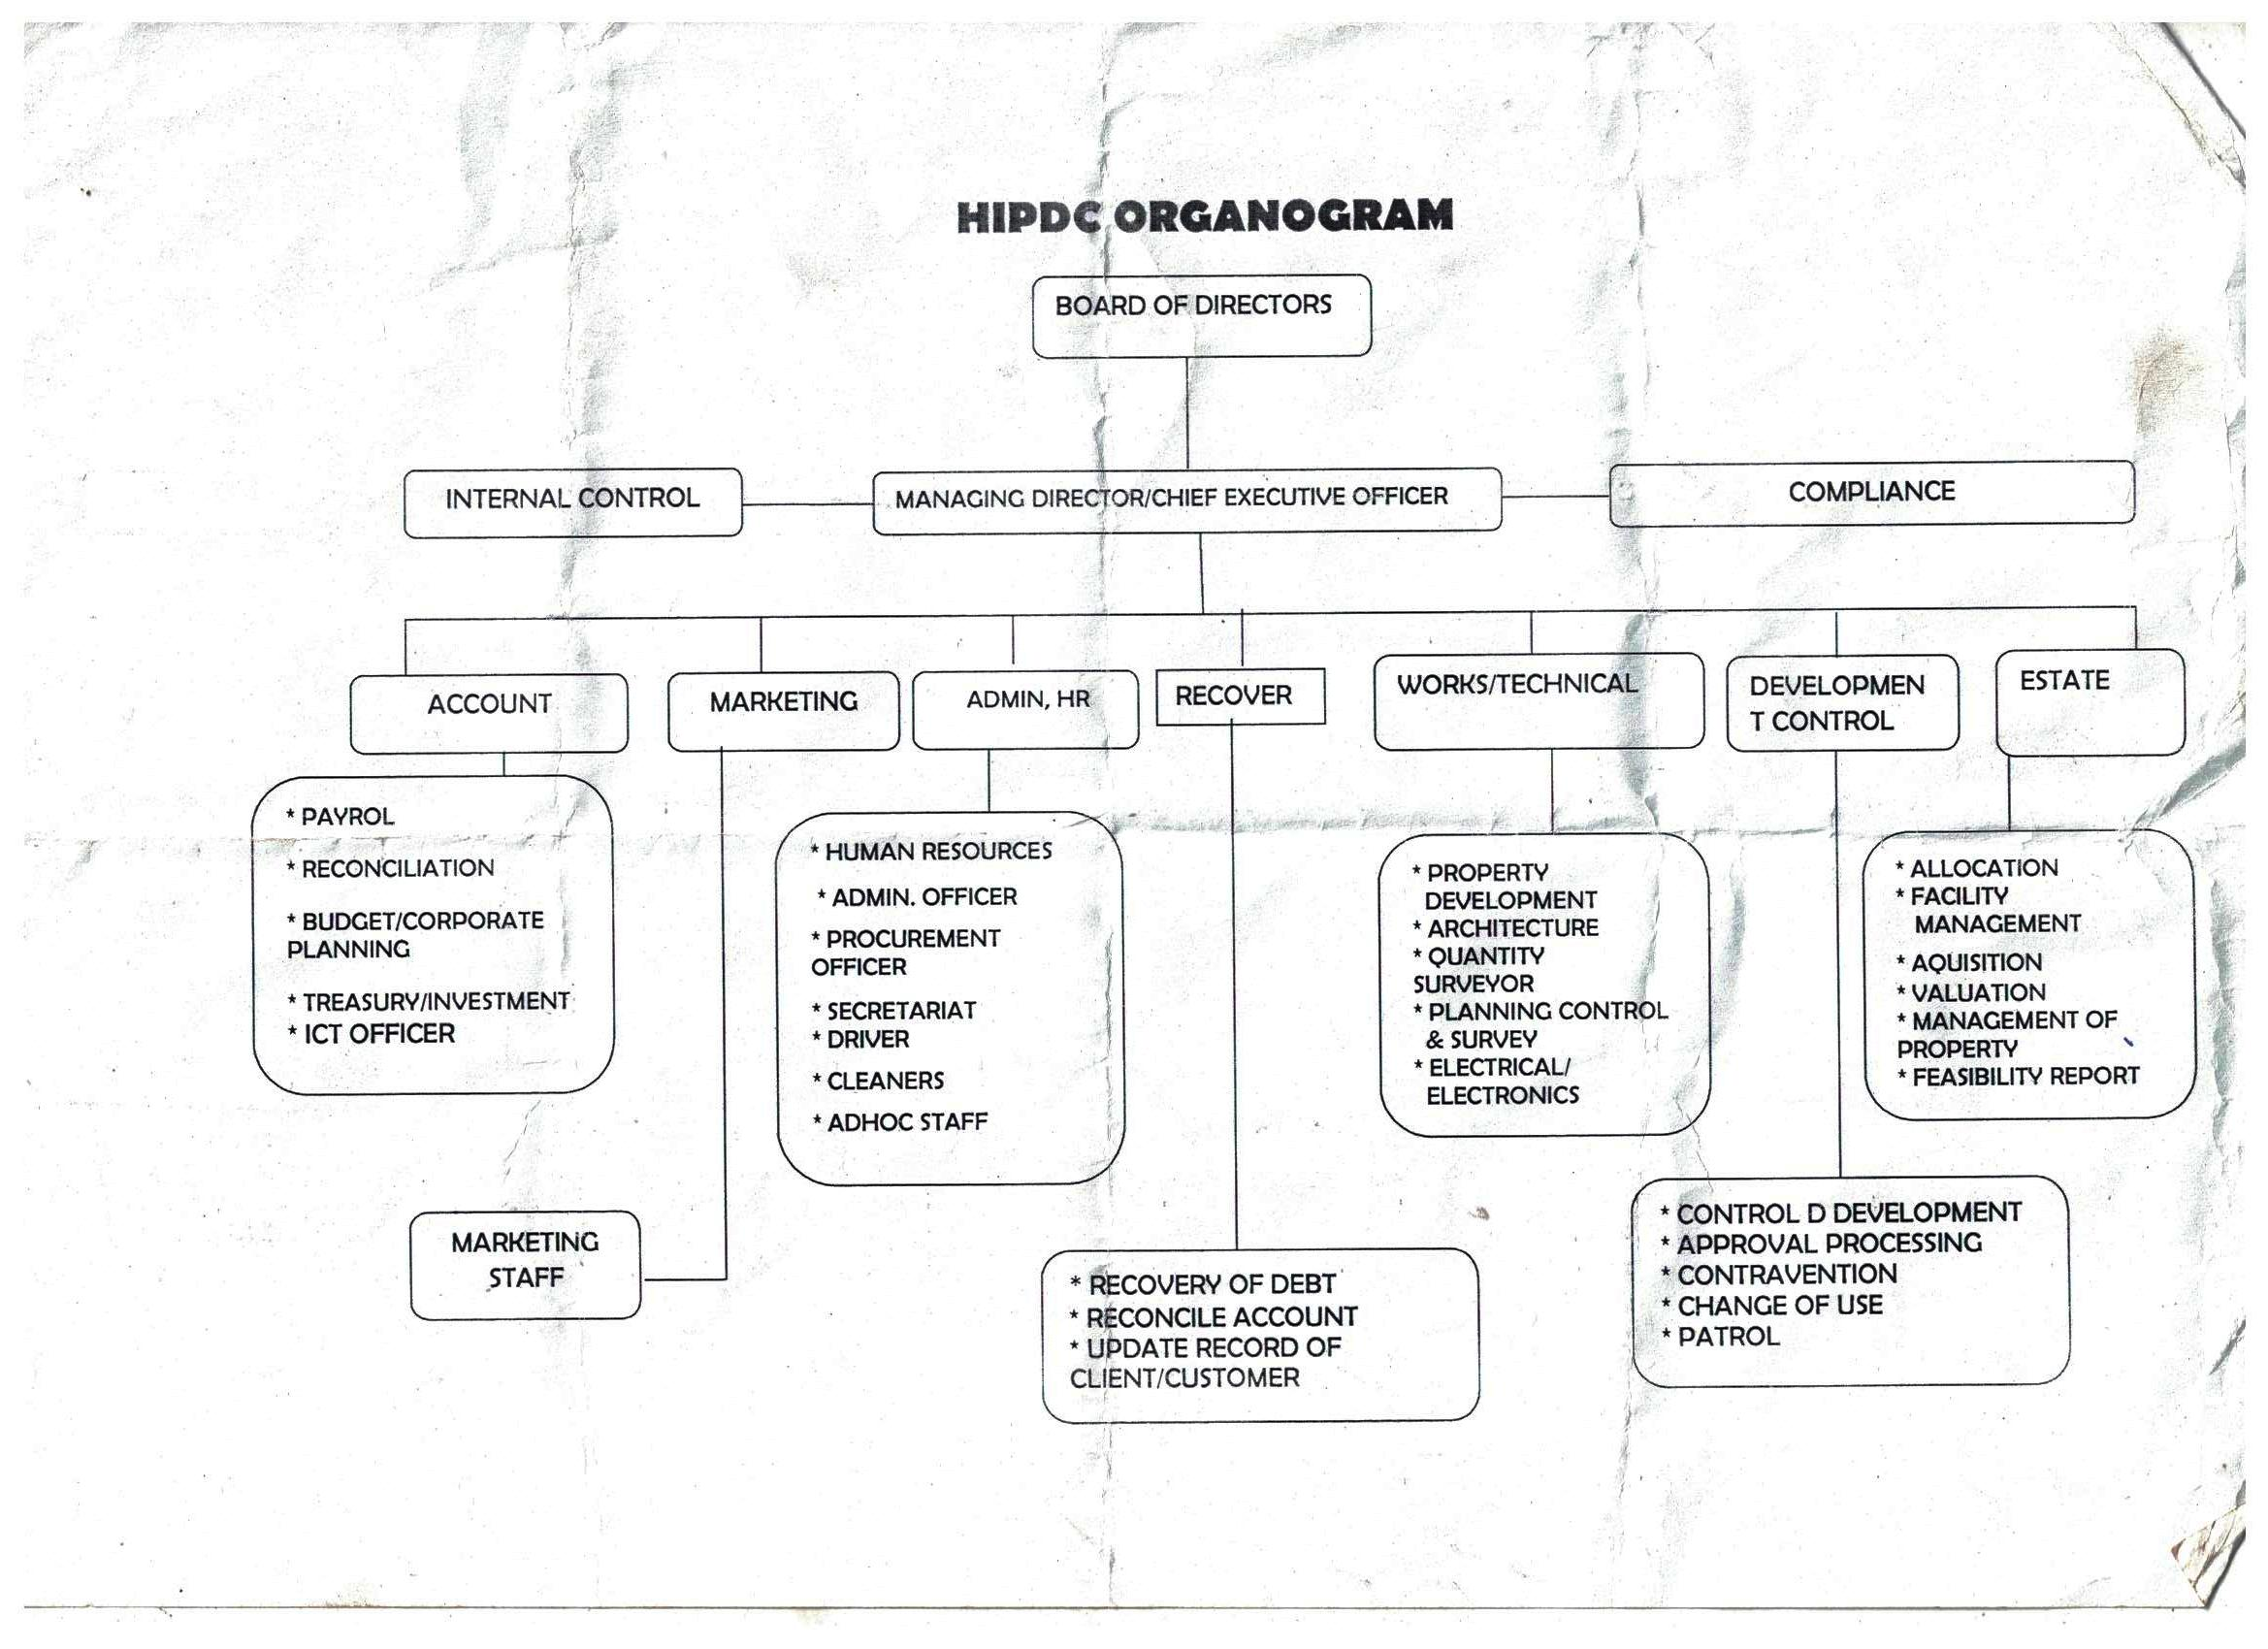 HIPDC ORGANOGRAM
BOARD OF DIRECTORS
INTERNAL CONTROL
MANAGING DIRECTOR/CHIEF EXECUTIVE OFFICER
COMPLIANCE
ACCOUNT
MARKETING
ADMIN, HR
RECOVER
WORKS/TECHNICAL
DEVELOPMEN
T CONTROL
ESTATE
* PAYROL
* RECONCILIATION
* BUDGET/CORPORATE
PLANNING
* TREASURY/INVESTMENT
* ICT OFFICER
MARKETING
STAFF
* HUMAN RESOURCES
* ADMIN. OFFICER
* PROCUREMENT
OFFICER
* SECRETARIAT
* DRIVER
* CLEANERS
* ADHOC STAFF
* RECOVERY OF DEBT
* RECONCILE ACCOUNT
* UPDATE RECORD OF
CLIENT/CUSTOMER
* PROPERTY
DEVELOPMENT
* ARCHITECTURE
* QUANTITY
SURVEYOR
* PLANNING CONTROL
& SURVEY
* ELECTRICAL/
ELECTRONICS
* CONTROL D DEVELOPMENT
* APPROVAL PROCESSING
* CONTRAVENTION
* CHANGE OF USE
* PATROL
* ALLOCATION
* FACILITY
MANAGEMENT
* AQUISITION
* VALUATION
* MANAGEMENT OF
PROPERTY
* FEASIBILITY REPORT